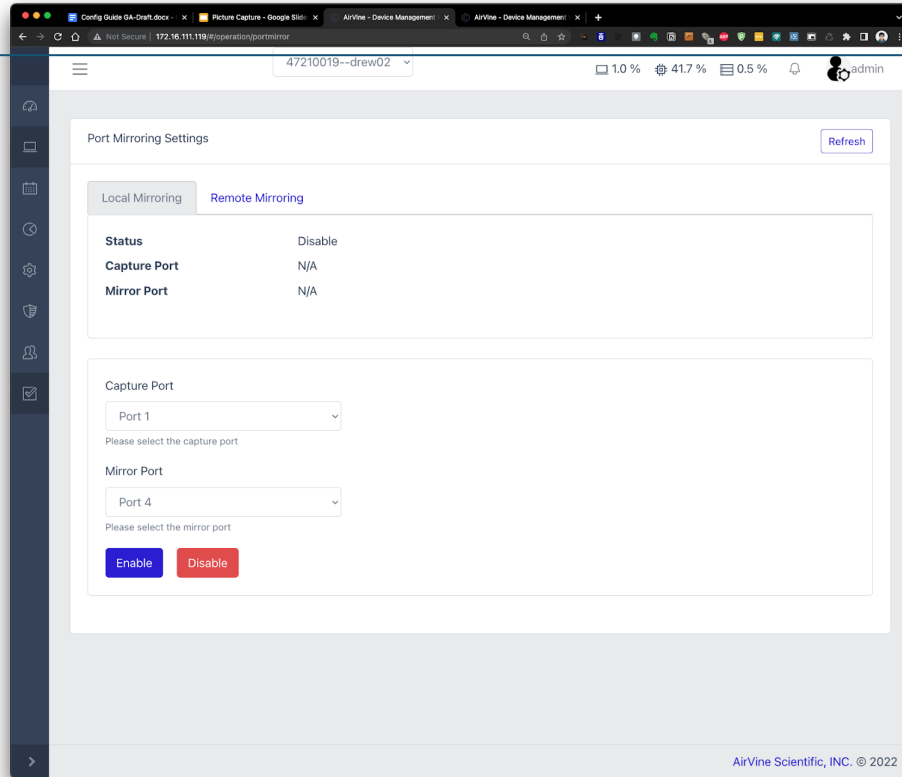 Config Guide GA-Draft.docx -
Picture Capture - Google Slide
AirVine - Device Management
AirVine - Device Management
Not Secure | 172.16.111.119/#/operation/portmirror
47210019--drew02
1.0 %
41.7 %
0.5 %
admin
Port Mirroring Settings
Refresh
Local Mirroring
Remote Mirroring
Status Disable
Capture Port N/A
Mirror Port N/A
Capture Port
Port 1
Please select the capture port
Mirror Port
Port 4
Please select the mirror port
Enable
Disable
AirVine Scientific, INC. © 2022